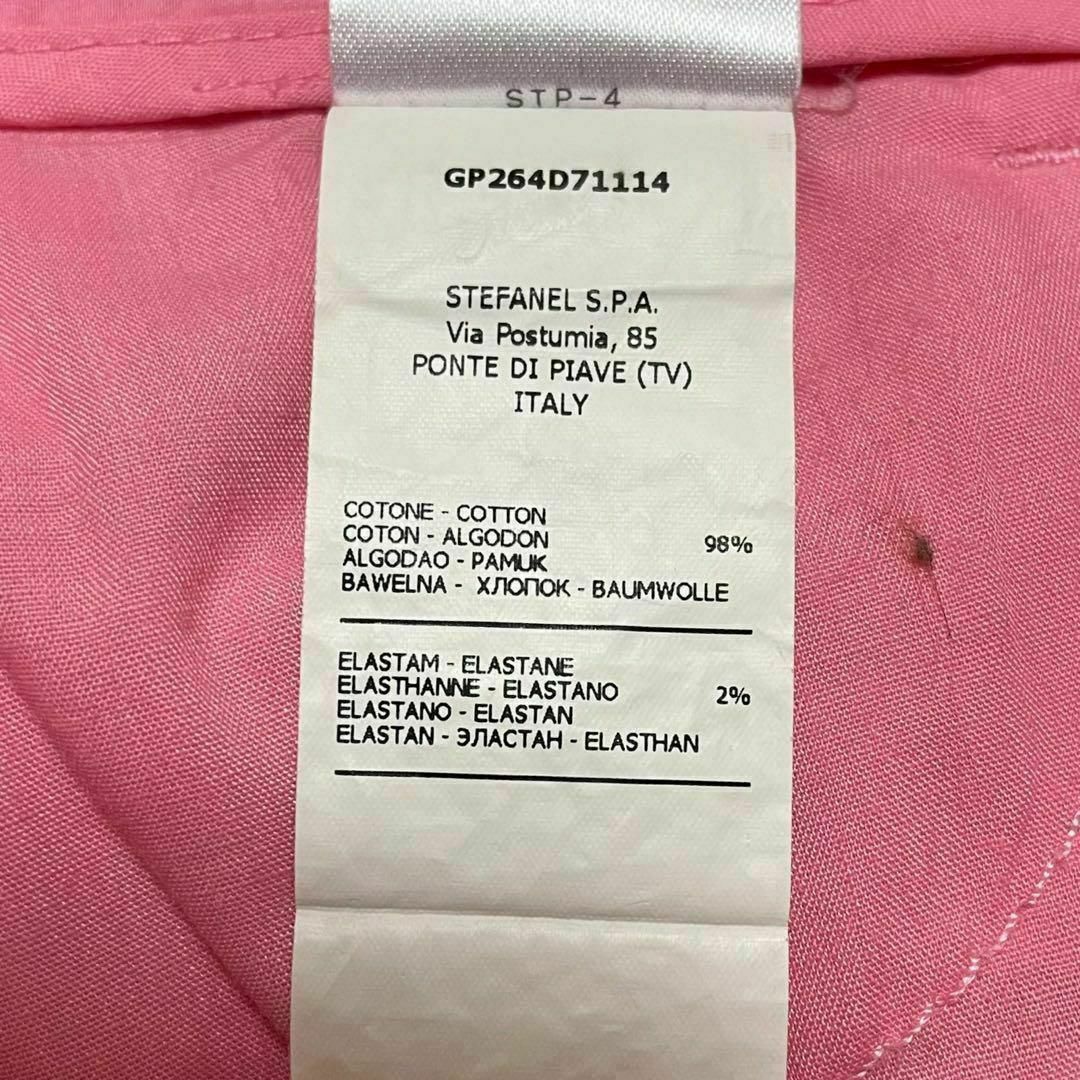 STP-4
GP264D71114
STEFANEL S.P.A.
Via Postumia, 85
PONTE DI PIAVE (TV)
ITALY
COTONE - COTTON
COTON - ALGODON 98%
ALGODAO - PAMUK
BAWELNA - ХЛОПОК - BAUMWOLLE
ELASTAM - ELASTANE
ELASTHANNE - ELASTANO 2%
ELASTANO - ELASTAN
ELASTAN - ЭЛАСТАН - ELASTHAN